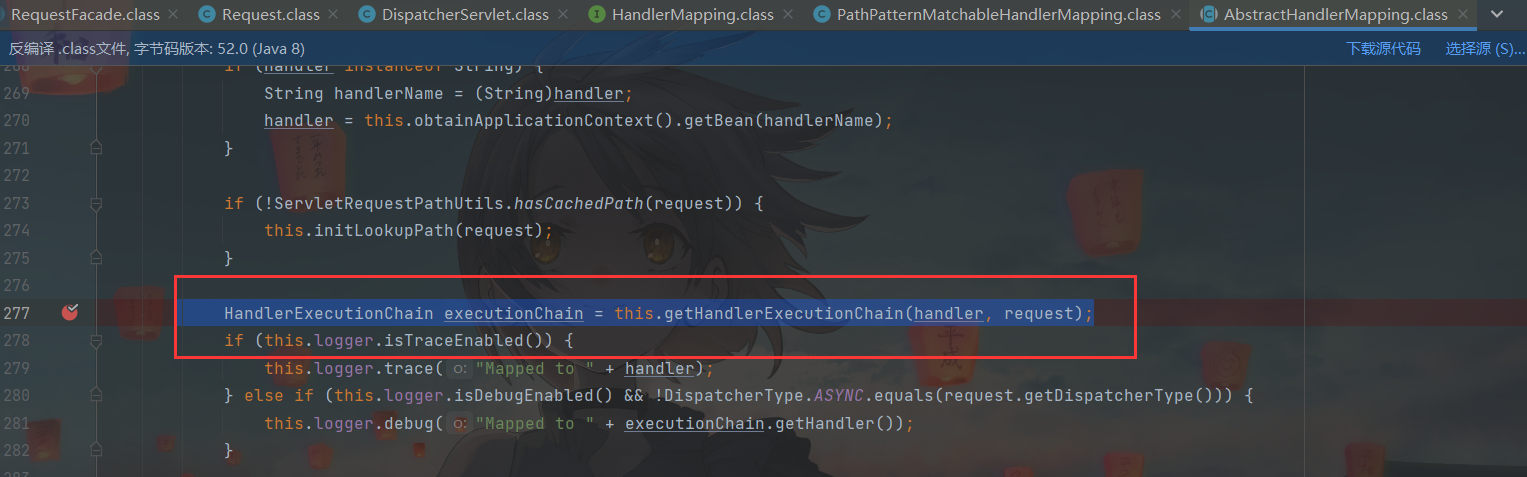 RequestFacade.class × Request.class × DispatcherServlet.class × HandlerMapping.class × PathPatternMatchableHandlerMapping.class × AbstractHandlerMapping.class ×
反编译 .class文件, 字节码版本: 52.0 (Java 8) 下载源代码 选择源 (S)...
268 if (handler instanceof String) {
269 String handlerName = (String)handler;
270 handler = this.obtainApplicationContext().getBean(handlerName);
271 }
272
273 if (!ServletRequestPathUtils.hasCachedPath(request)) {
274 this.initLookupPath(request);
275 }
276
277 HandlerExecutionChain executionChain = this.getHandlerExecutionChain(handler, request);
278 if (this.logger.isTraceEnabled()) {
279 this.logger.trace( o: "Mapped to " + handler);
280 } else if (this.logger.isDebugEnabled() && !DispatcherType.ASYNC.equals(request.getDispatcherType())) {
281 this.logger.debug( o: "Mapped to " + executionChain.getHandler());
282 }
283
平成